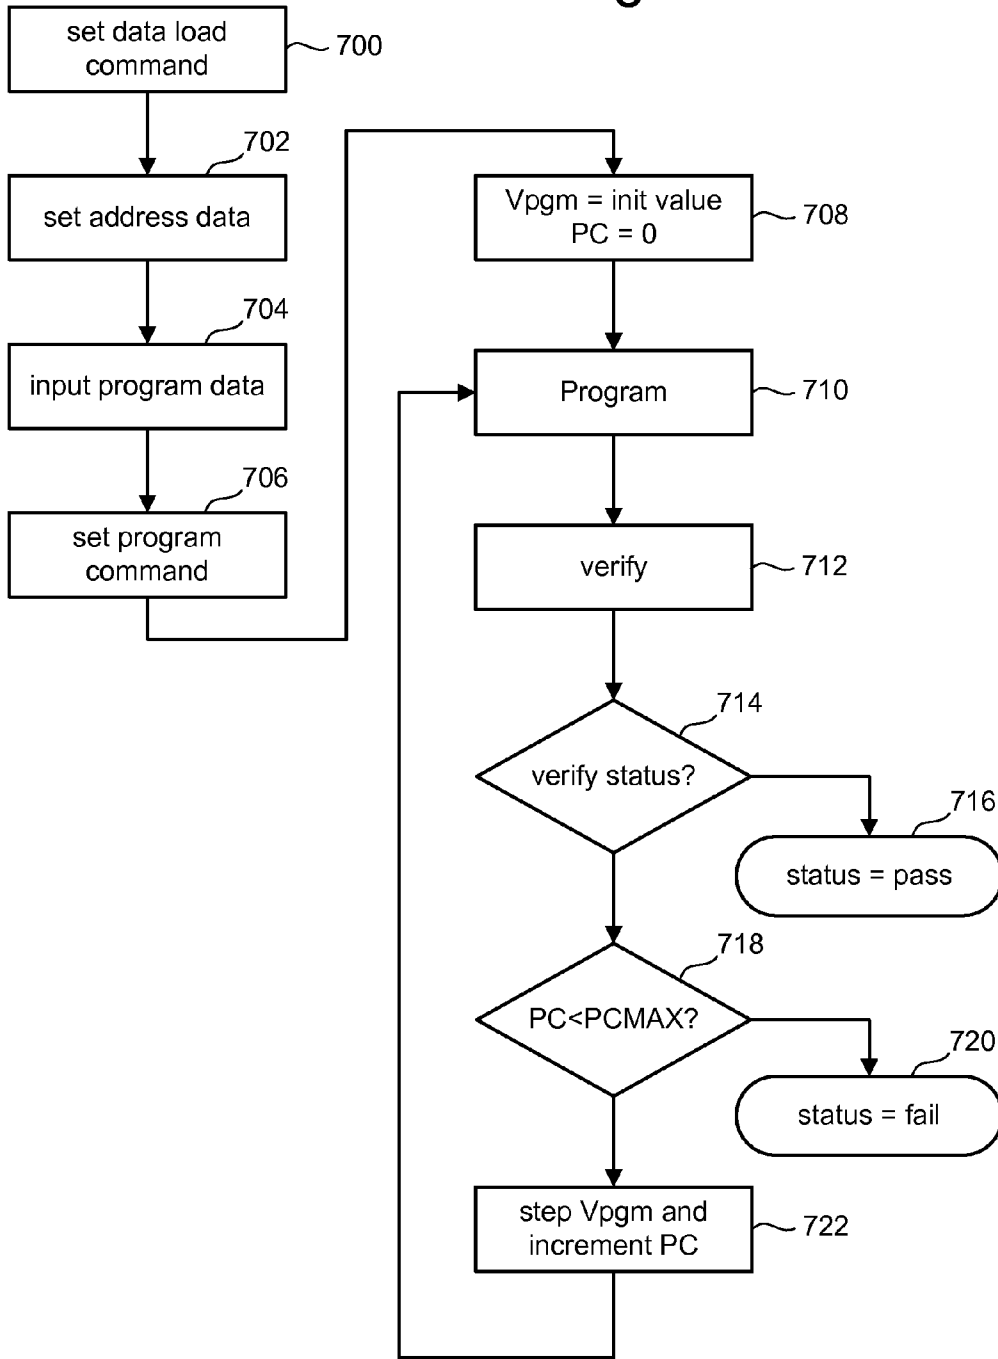 set data load
command
700
702
set address data
704
input program data
706
set program
command
Vpgm = init value
PC = 0
708
Program
710
verify
712
714
verify status?
716
status = pass
718
PC<PCMAX?
720
status = fail
step Vpgm and
increment PC
722